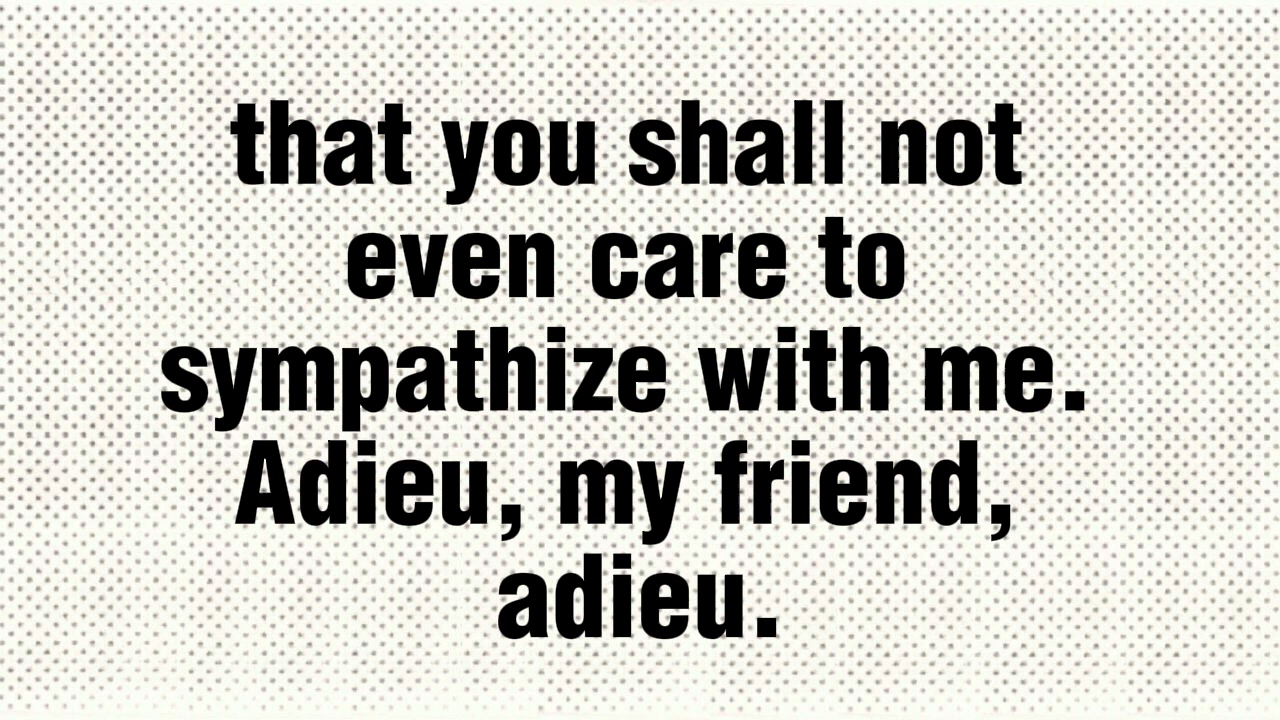 that you shall not
even care to
sympathize with me.
Adieu, my friend,
adieu.